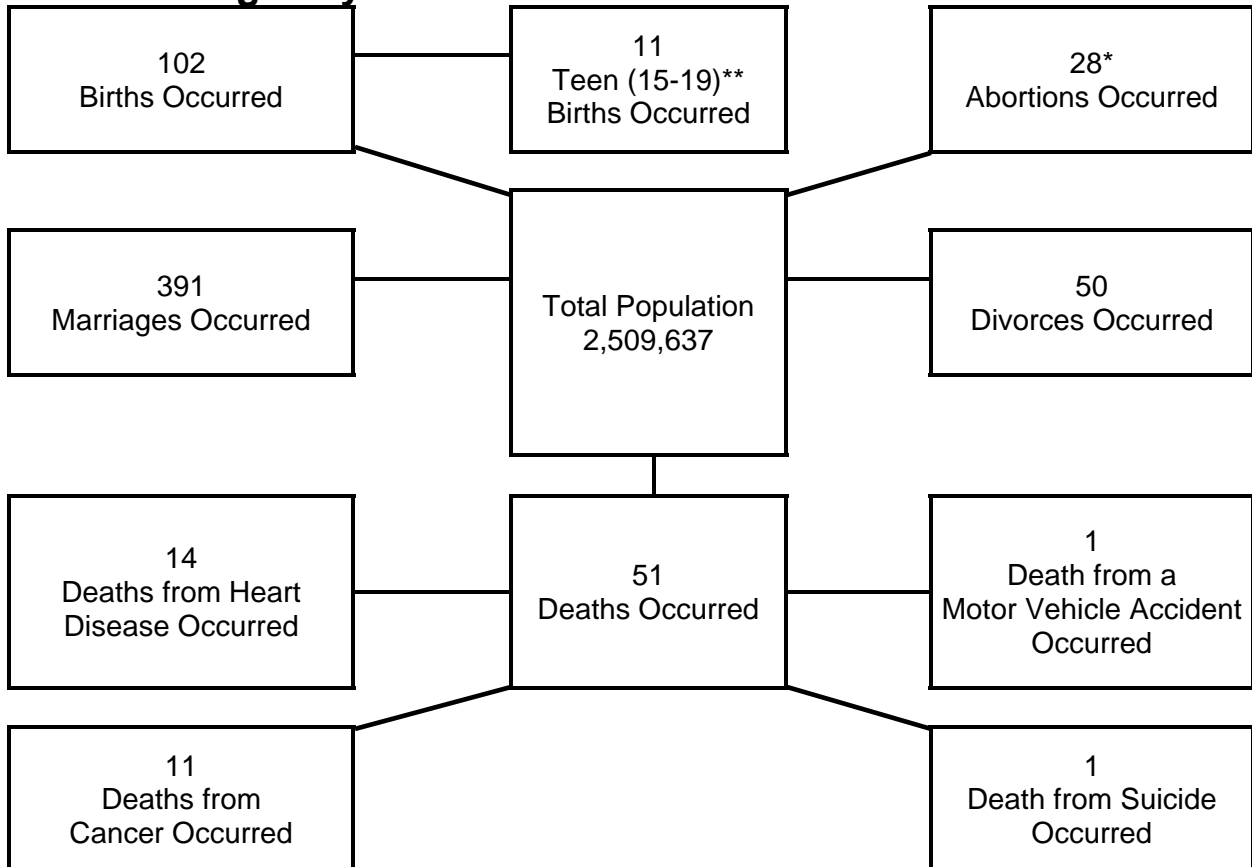 102
Births Occurred
11
Teen (15-19)**
Births Occurred
28*
Abortions Occurred
391
Marriages Occurred
Total Population
2,509,637
50
Divorces Occurred
14
Deaths from Heart
Disease Occurred
51
Deaths Occurred
1
Death from a
Motor Vehicle Accident
Occurred
11
Deaths from
Cancer Occurred
1
Death from Suicide
Occurred